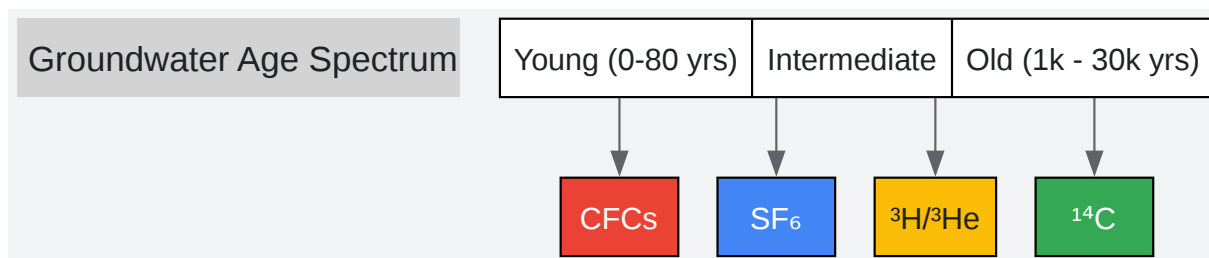 Groundwater Age Spectrum
Young (0-80 yrs)
Intermediate
Old (1k - 30k yrs)
CFCs
SF₆
³H/³He
¹⁴C